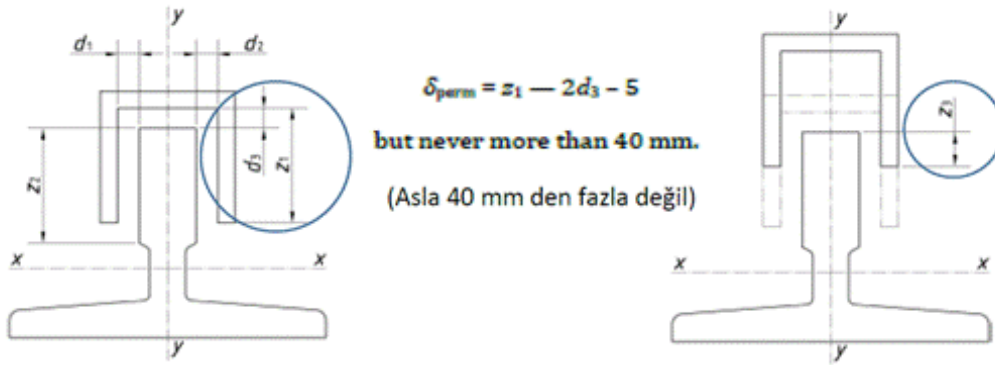 y
d₁
d₂
z₂
d₃
z₁
x
x
y
δperm = z₁ — 2d₃ – 5
but never more than 40 mm.
(Asla 40 mm den fazla değil)
y
z₃
x
x
y